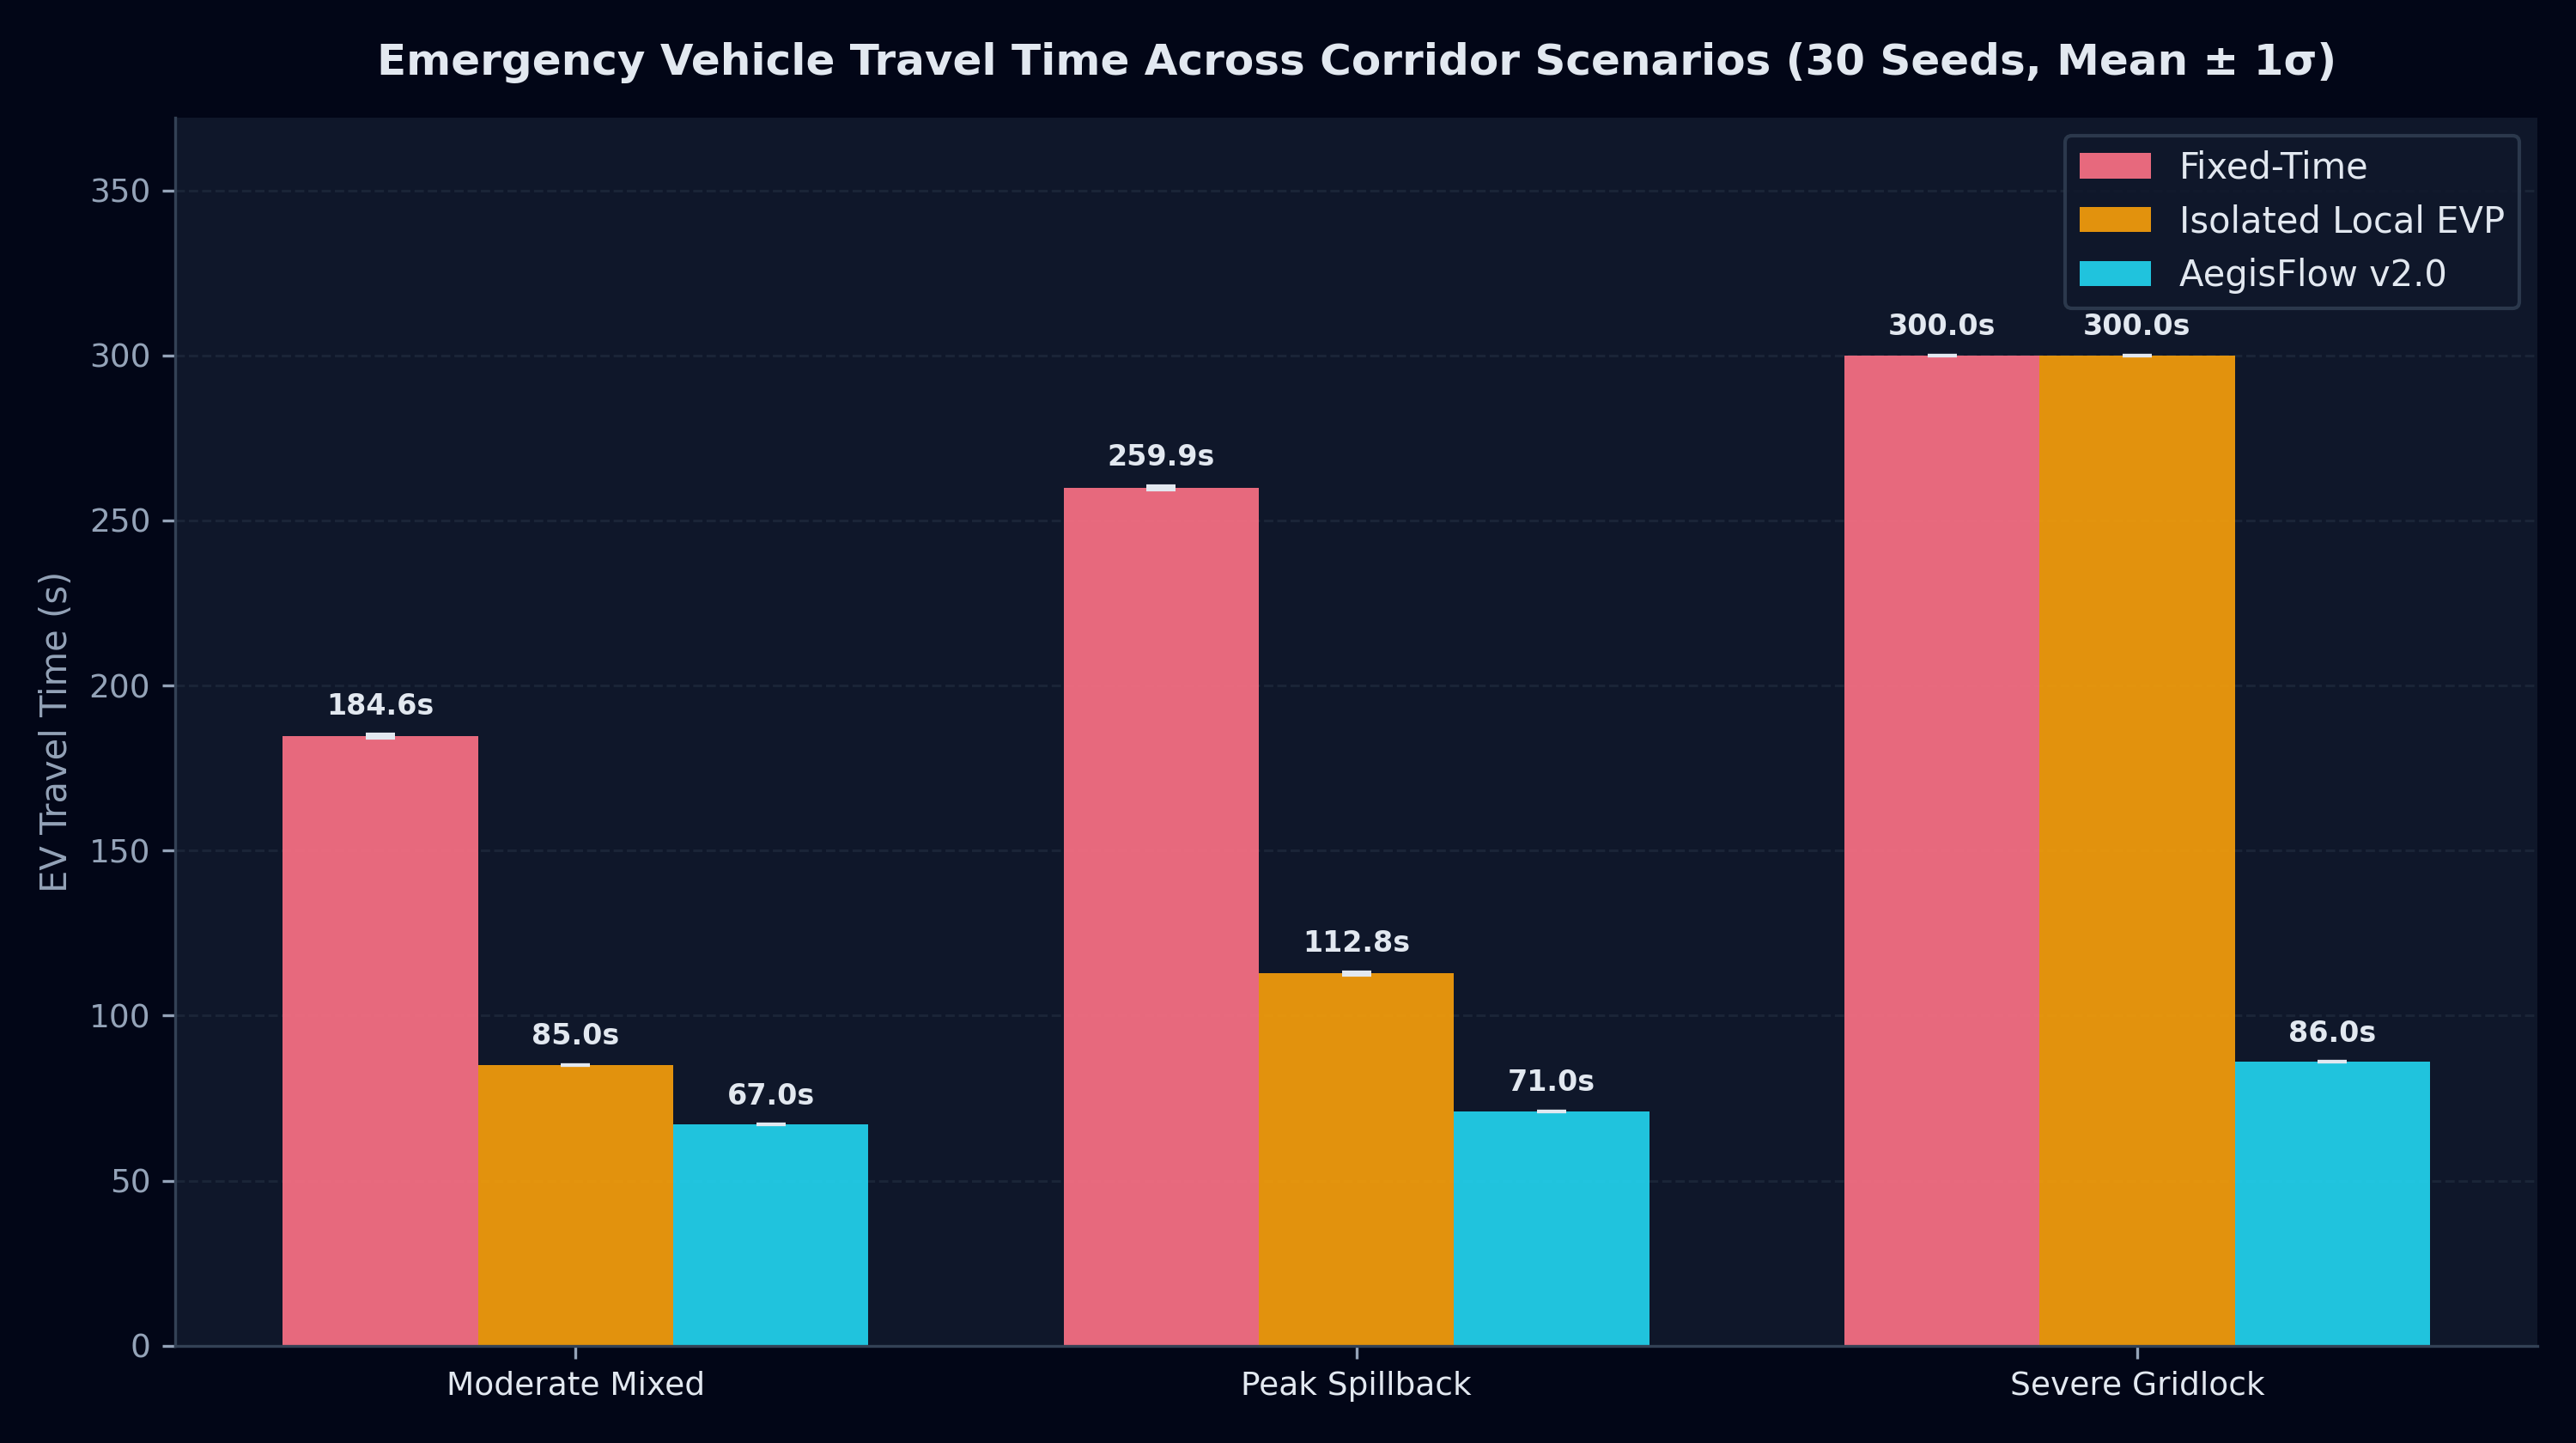 Emergency Vehicle Travel Time Across Corridor Scenarios (30 Seeds, Mean ± 1σ)
EV Travel Time (s)
350
300
250
200
150
100
50
0
Fixed-Time
Isolated Local EVP
AegisFlow v2.0
184.6s
85.0s
67.0s
259.9s
112.8s
71.0s
300.0s
300.0s
86.0s
Moderate Mixed
Peak Spillback
Severe Gridlock